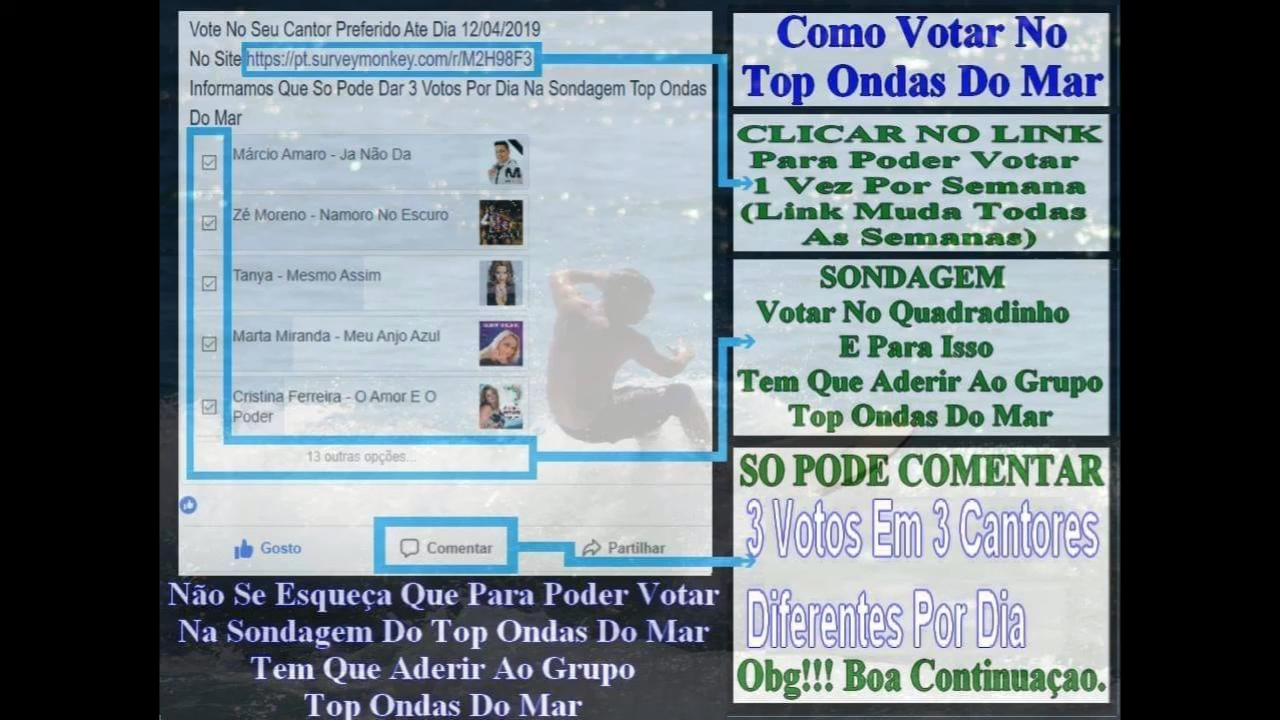 Vote No Seu Cantor Preferido Ate Dia 12/04/2019
No Site https://pt.surveymonkey.com/r/M2H98F3
Informamos Que So Pode Dar 3 Votos Por Dia Na Sondagem Top Ondas
Do Mar
Márcio Amaro - Ja Não Da
Zé Moreno - Namoro No Escuro
Tanya - Mesmo Assim
Marta Miranda - Meu Anjo Azul
Cristina Ferreira - O Amor E O
Poder
13 outras opções...
Gosto
Comentar
Partilhar
Não Se Esqueça Que Para Poder Votar
Na Sondagem Do Top Ondas Do Mar
Tem Que Aderir Ao Grupo
Top Ondas Do Mar
Como Votar No
Top Ondas Do Mar
CLICAR NO LINK
Para Poder Votar
1 Vez Por Semana
(Link Muda Todas
As Semanas)
SONDAGEM
Votar No Quadradinho
E Para Isso
Tem Que Aderir Ao Grupo
Top Ondas Do Mar
SO PODE COMENTAR
3 Votos Em 3 Cantores
Diferentes Por Dia
Obg!!! Boa Continuaçao.